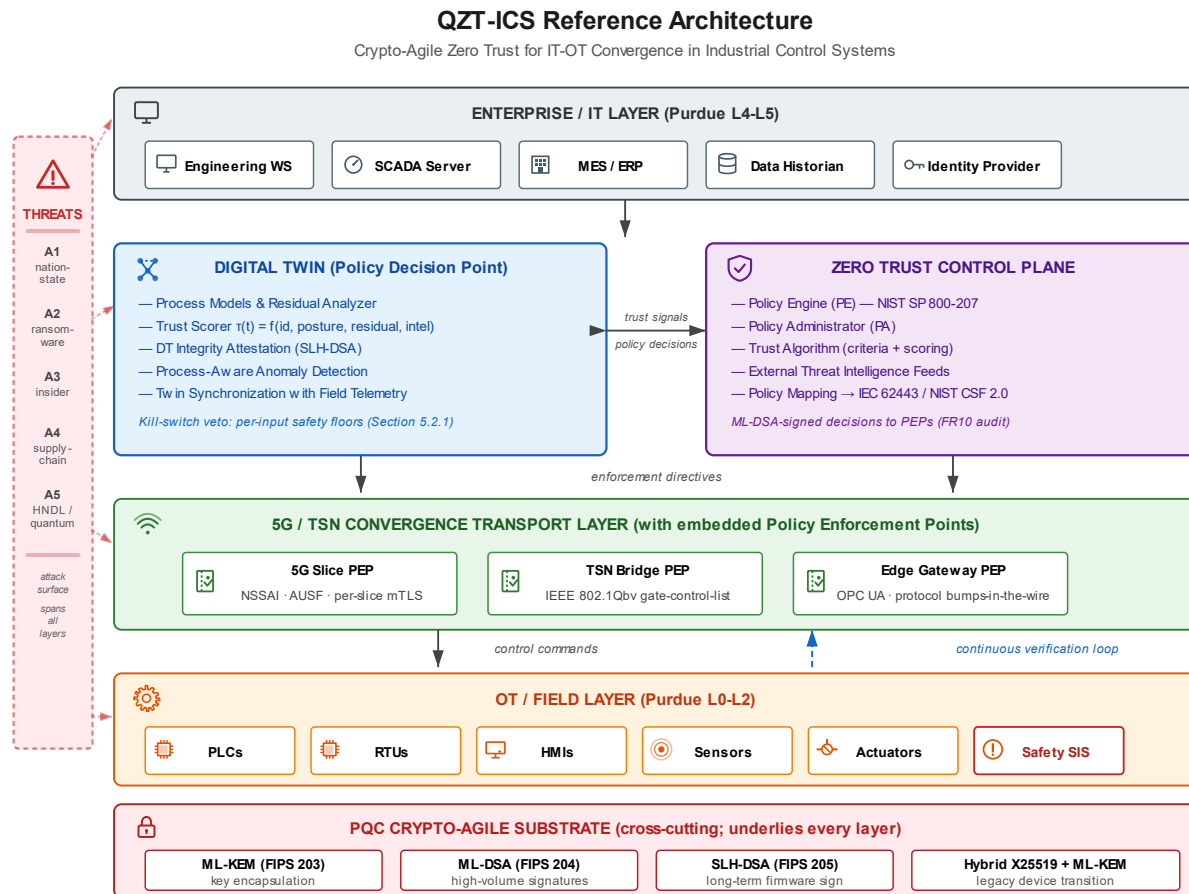 QZT-ICS Reference Architecture
Crypto-Agile Zero Trust for IT-OT Convergence in Industrial Control Systems
ENTERPRISE / IT LAYER (Purdue L4-L5)
Engineering WS
SCADA Server
MES / ERP
Data Historian
Identity Provider
THREATS
A1
nation-
state
A2
ransom-
ware
A3
insider
A4
supply-
chain
A5
HNDL /
quantum
attack
surface
spans
all
layers
DIGITAL TWIN (Policy Decision Point)
— Process Models & Residual Analyzer
— Trust Scorer τ(t) = f(id, posture, residual, intel)
— DT Integrity Attestation (SLH-DSA)
— Process-Aware Anomaly Detection
— Twin Synchronization with Field Telemetry
Kill-switch veto: per-input safety floors (Section 5.2.1)
trust signals
policy decisions
ZERO TRUST CONTROL PLANE
— Policy Engine (PE) — NIST SP 800-207
— Policy Administrator (PA)
— Trust Algorithm (criteria + scoring)
— External Threat Intelligence Feeds
— Policy Mapping → IEC 62443 / NIST CSF 2.0
ML-DSA-signed decisions to PEPs (FR10 audit)
enforcement directives
5G / TSN CONVERGENCE TRANSPORT LAYER (with embedded Policy Enforcement Points)
5G Slice PEP
NSSAI · AUSF · per-slice mTLS
TSN Bridge PEP
IEEE 802.1Qbv gate-control-list
Edge Gateway PEP
OPC UA · protocol bumps-in-the-wire
control commands
continuous verification loop
OT / FIELD LAYER (Purdue L0-L2)
PLCs
RTUs
HMIs
Sensors
Actuators
Safety SIS
PQC CRYPTO-AGILE SUBSTRATE (cross-cutting; underlies every layer)
ML-KEM (FIPS 203)
key encapsulation
ML-DSA (FIPS 204)
high-volume signatures
SLH-DSA (FIPS 205)
long-term firmware sign
Hybrid X25519 + ML-KEM
legacy device transition